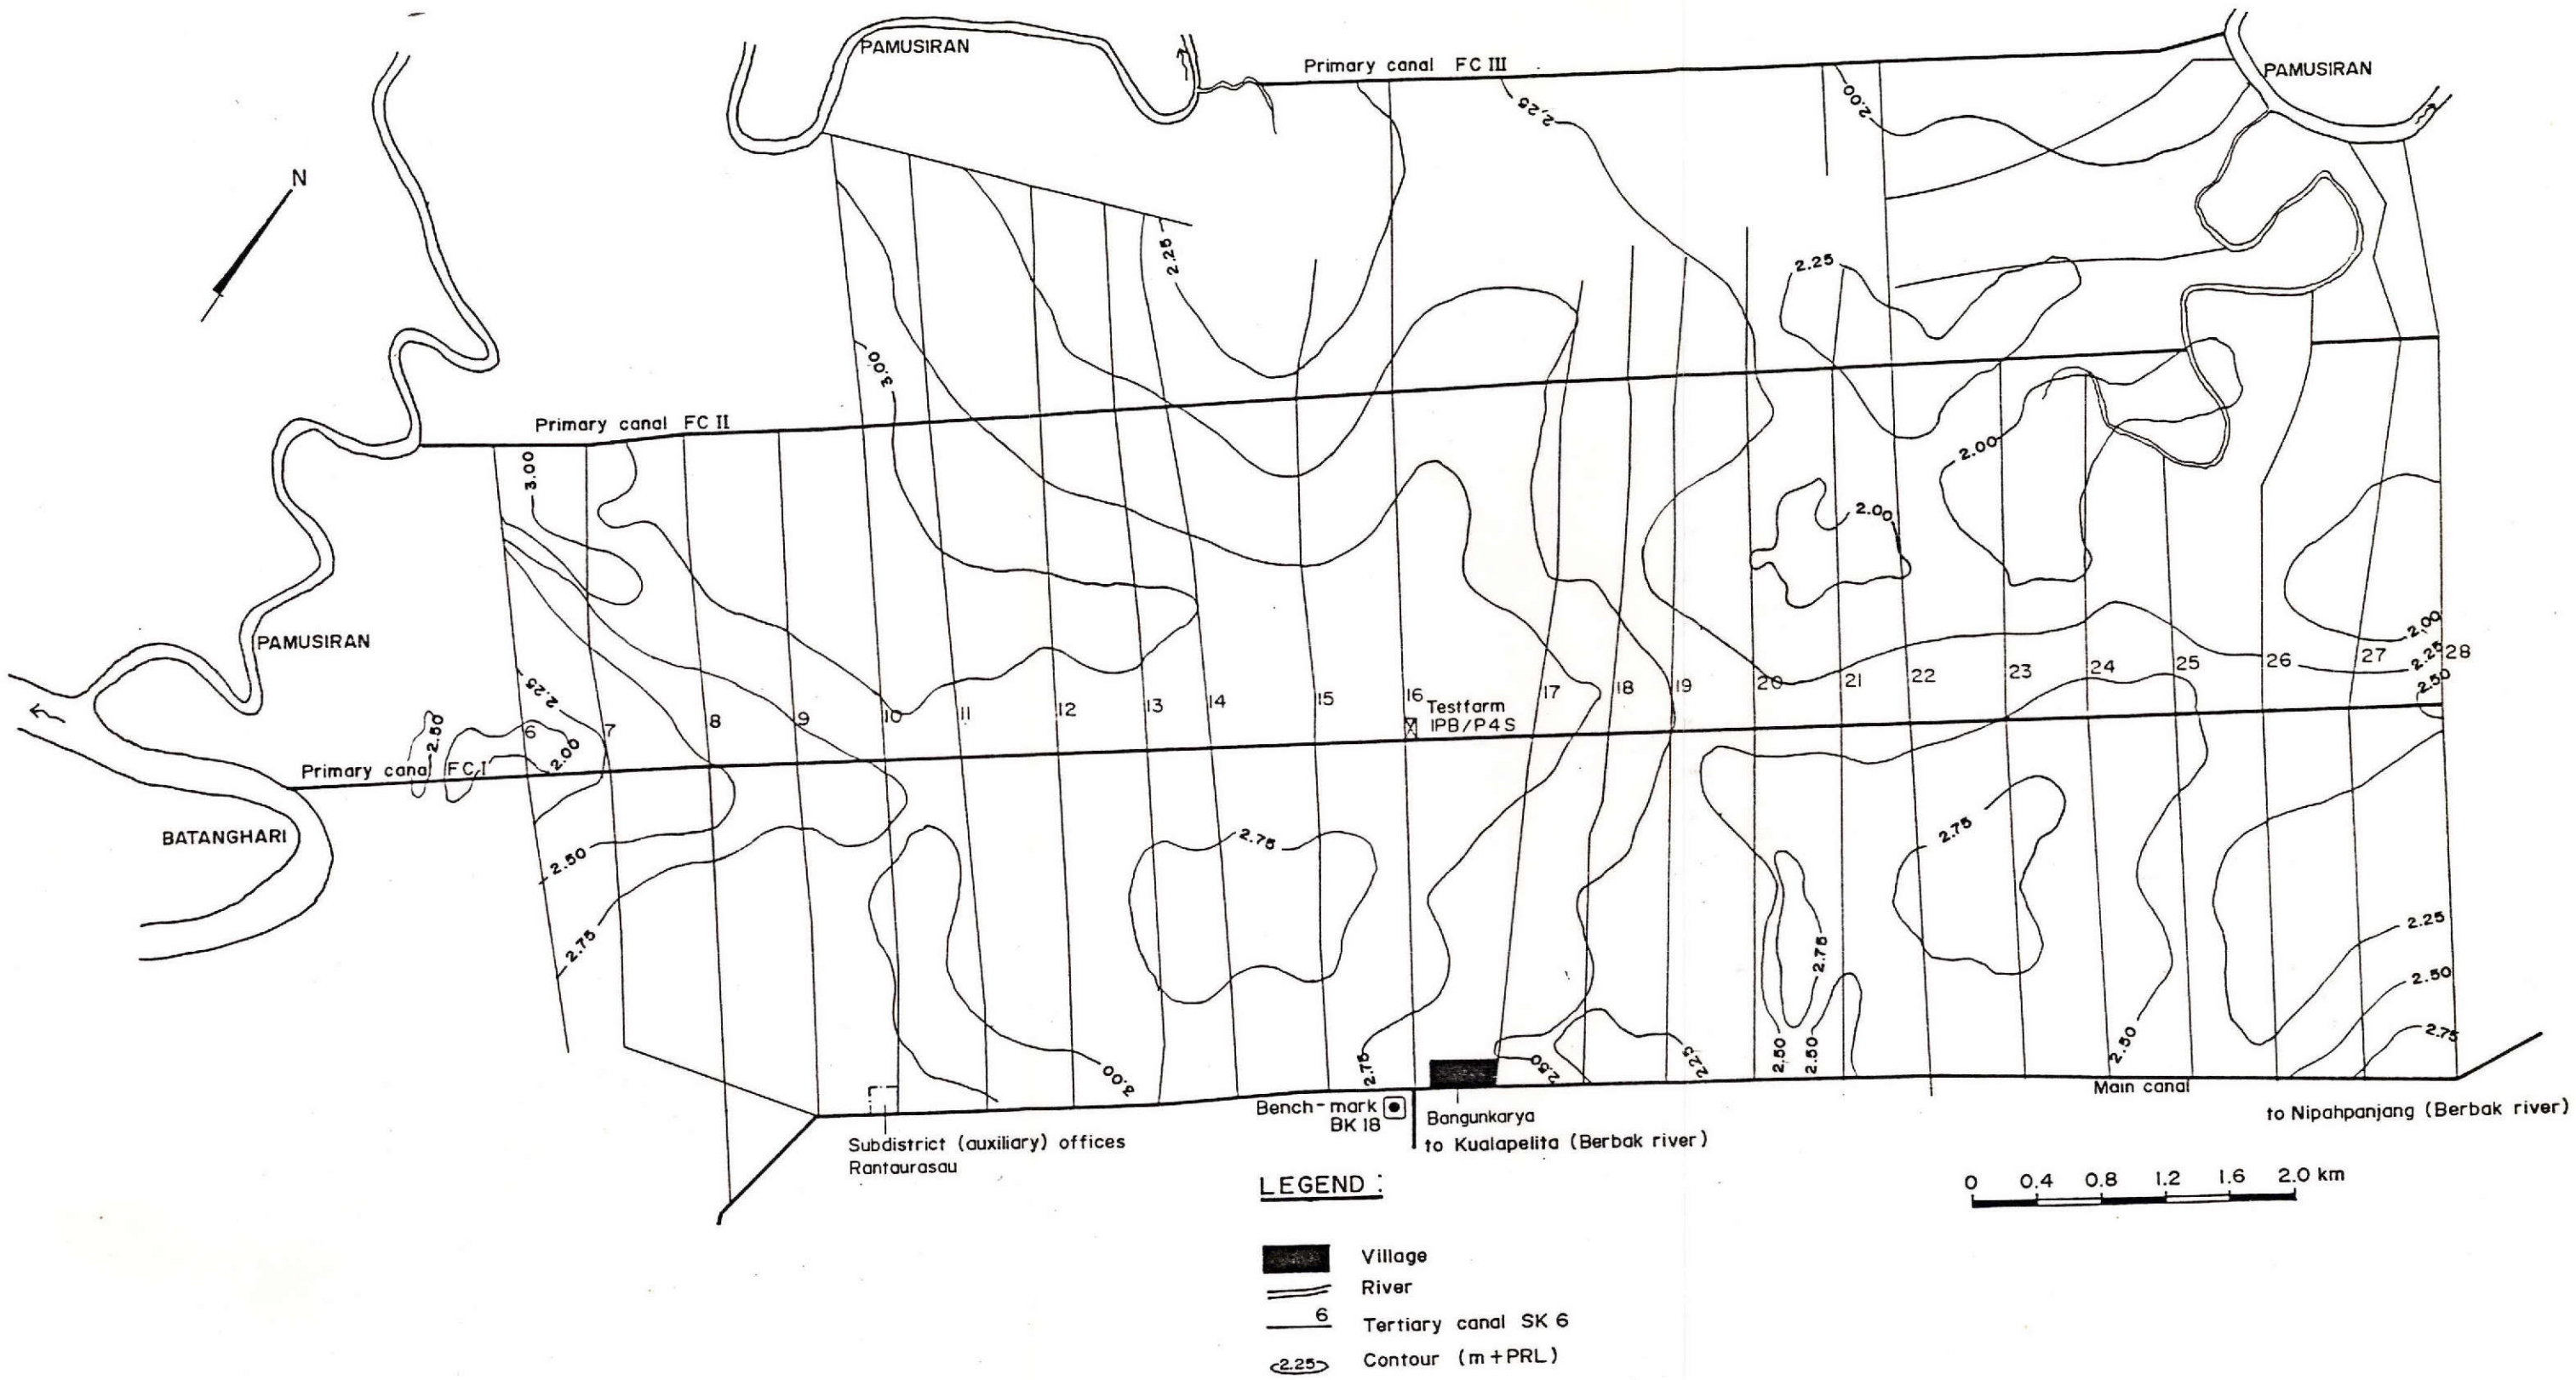 PAMUSIRAN
Primary canal FC III
PAMUSIRAN
2,25
2.00
N
2.25
2.25
3.00
Primary canal FC II
3.00
2.00
2.00
PAMUSIRAN
2,00
2.25
2.50
2.25
6
7
8
9
10
11
12
13
14
15
16
17
18
19
20
21
22
23
24
25
26
27
28
Testfarm
IPB/P4S
2.50
2.00
Primary canal FC I
BATANGHARI
2.50
2.75
2.75
2.75
2.75
2.25
2.50
2.75
3.00
2.75
2.50
2.25
2.50
2.50
2.50
Main canal
to Nipahpanjang (Berbak river)
Bench-mark
BK 18
Bangunkarya
to Kualapelita (Berbak river)
Subdistrict (auxiliary) offices
Rantaurasau
0 0.4 0.8 1.2 1.6 2.0 km
LEGEND :
Village
River
6 Tertiary canal SK 6
2.25 Contour (m+PRL)